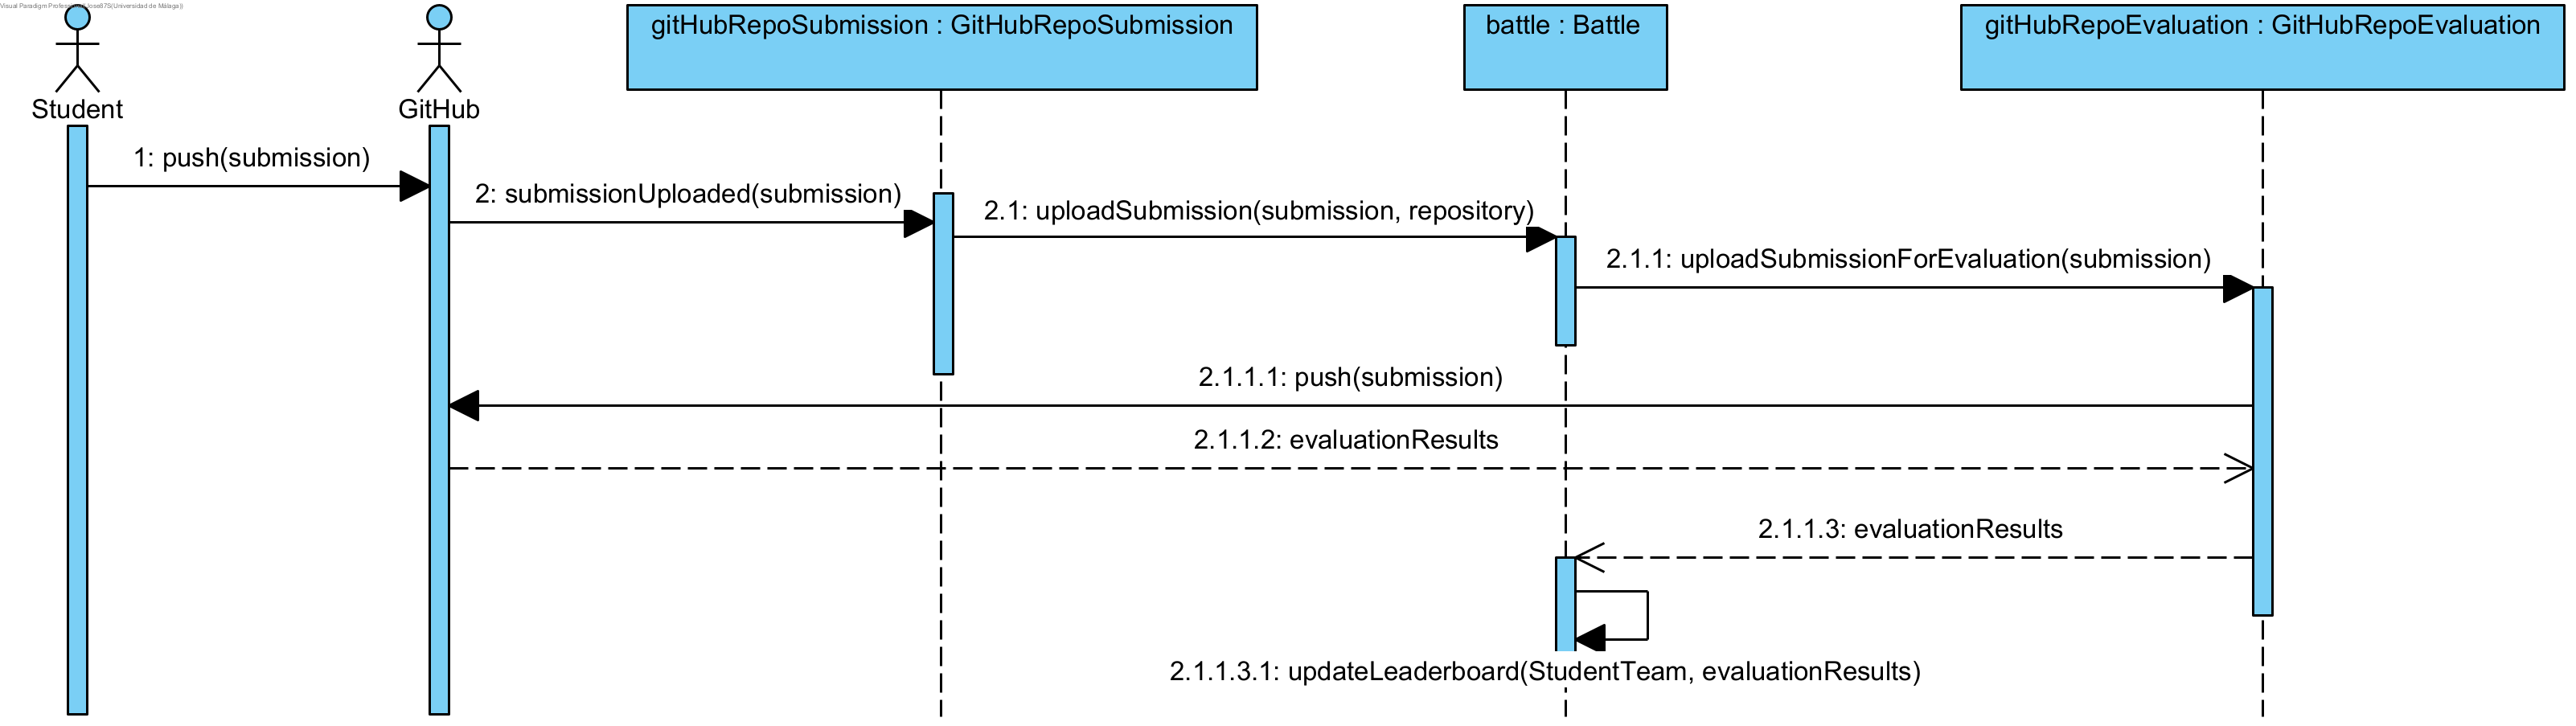 Visual Paradigm Professional(Jose87S(Universidad de Málaga))
gitHubRepoSubmission : GitHubRepoSubmission
battle : Battle
gitHubRepoEvaluation : GitHubRepoEvaluation
Student
GitHub
1: push(submission)
2: submissionUploaded(submission)
2.1: uploadSubmission(submission, repository)
2.1.1: uploadSubmissionForEvaluation(submission)
2.1.1.1: push(submission)
2.1.1.2: evaluationResults
2.1.1.3: evaluationResults
2.1.1.3.1: updateLeaderboard(StudentTeam, evaluationResults)